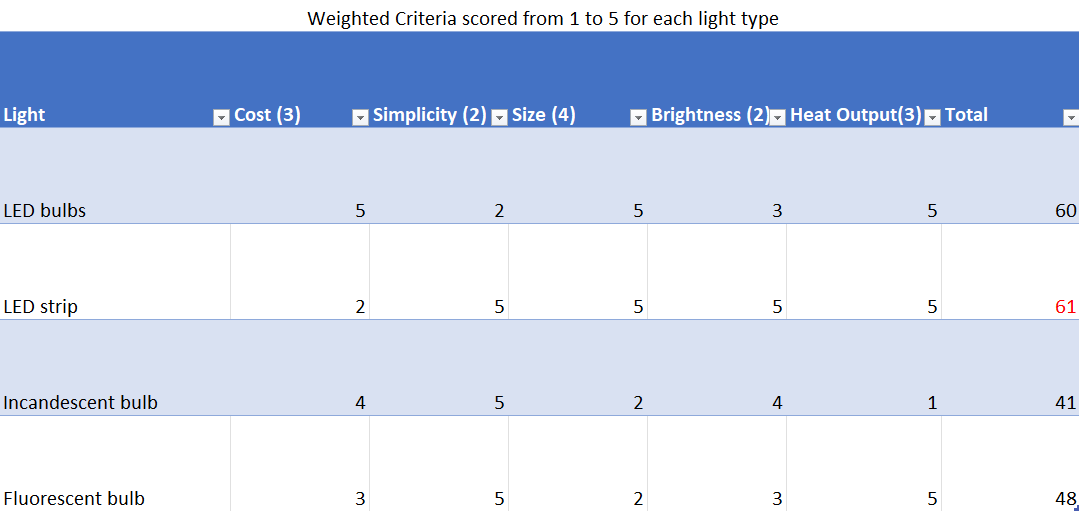 Weighted Criteria scored from 1 to 5 for each light type
Light Cost (3) Simplicity (2) Size (4) Brightness (2) Heat Output(3) Total
LED bulbs 5 2 5 3 5 60
LED strip 2 5 5 5 5 61
Incandescent bulb 4 5 2 4 1 41
Fluorescent bulb 3 5 2 3 5 48